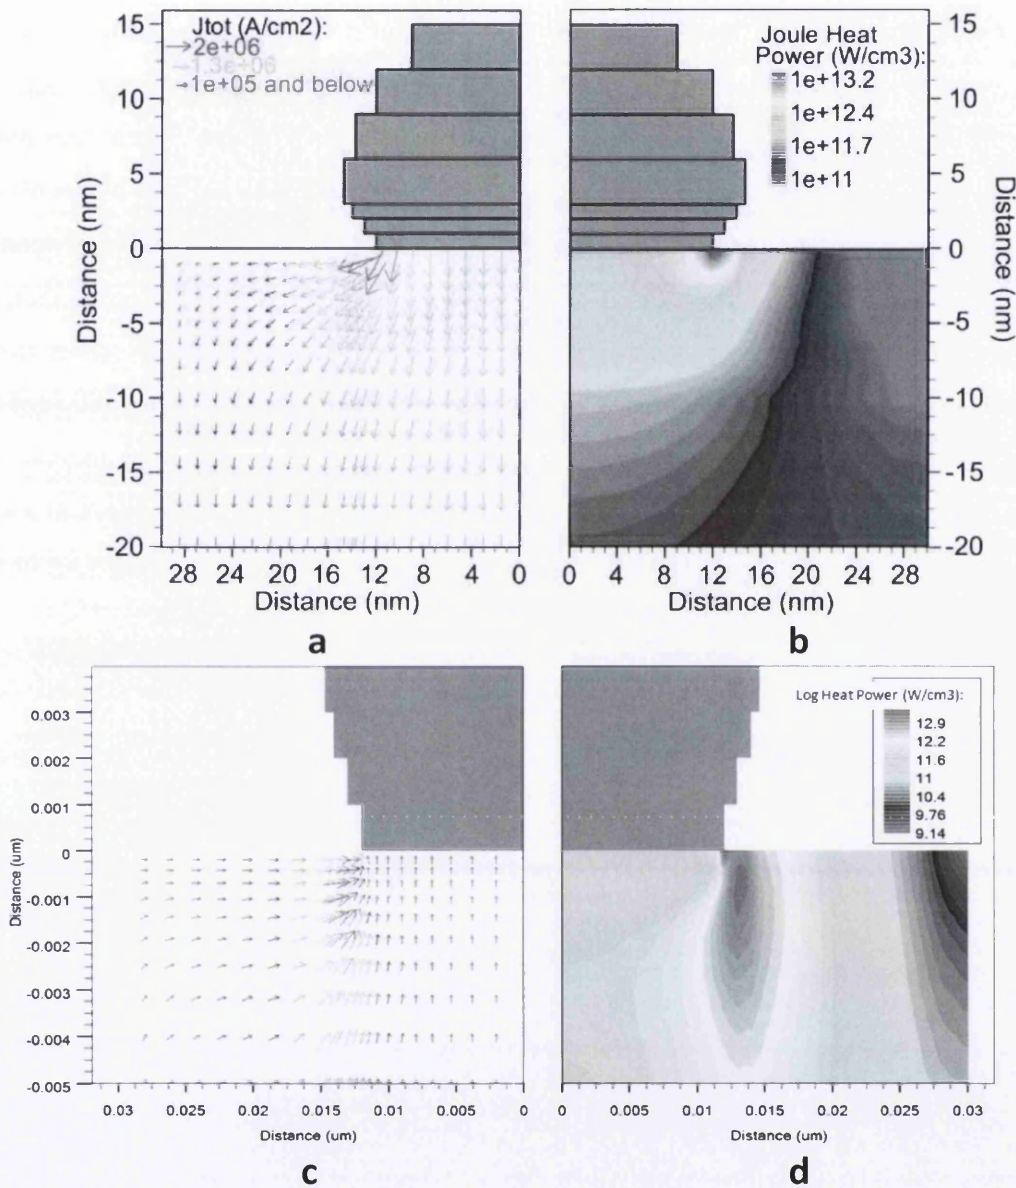 Jtot (A/cm2):
2e+06
1.3e+06
1e+05 and below
15
10
5
0
-5
-10
-15
-20
Distance (nm)
28 24 20 16 12 8 4 0
Distance (nm)
a
Joule Heat
Power (W/cm3):
1e+13.2
1e+12.4
1e+11.7
1e+11
15
10
5
0
-5
-10
-15
-20
Distance (nm)
0 4 8 12 16 20 24 28
Distance (nm)
b
0.003
0.002
0.001
0
-0.001
-0.002
-0.003
-0.004
-0.005
Distance (um)
0.03 0.025 0.02 0.015 0.01 0.005 0
Distance (um)
c
Log Heat Power (W/cm3):
12.9
12.2
11.6
11
10.4
9.76
9.14
0 0.005 0.01 0.015 0.02 0.025 0.03
Distance (um)
d